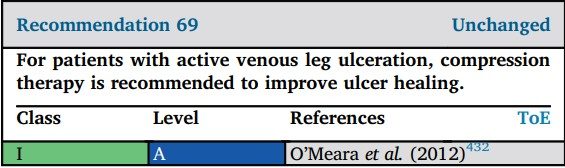 Recommendation 69 Unchanged
For patients with active venous leg ulceration, compression
therapy is recommended to improve ulcer healing.
Class Level References ToE
I A O’Meara et al. (2012)432